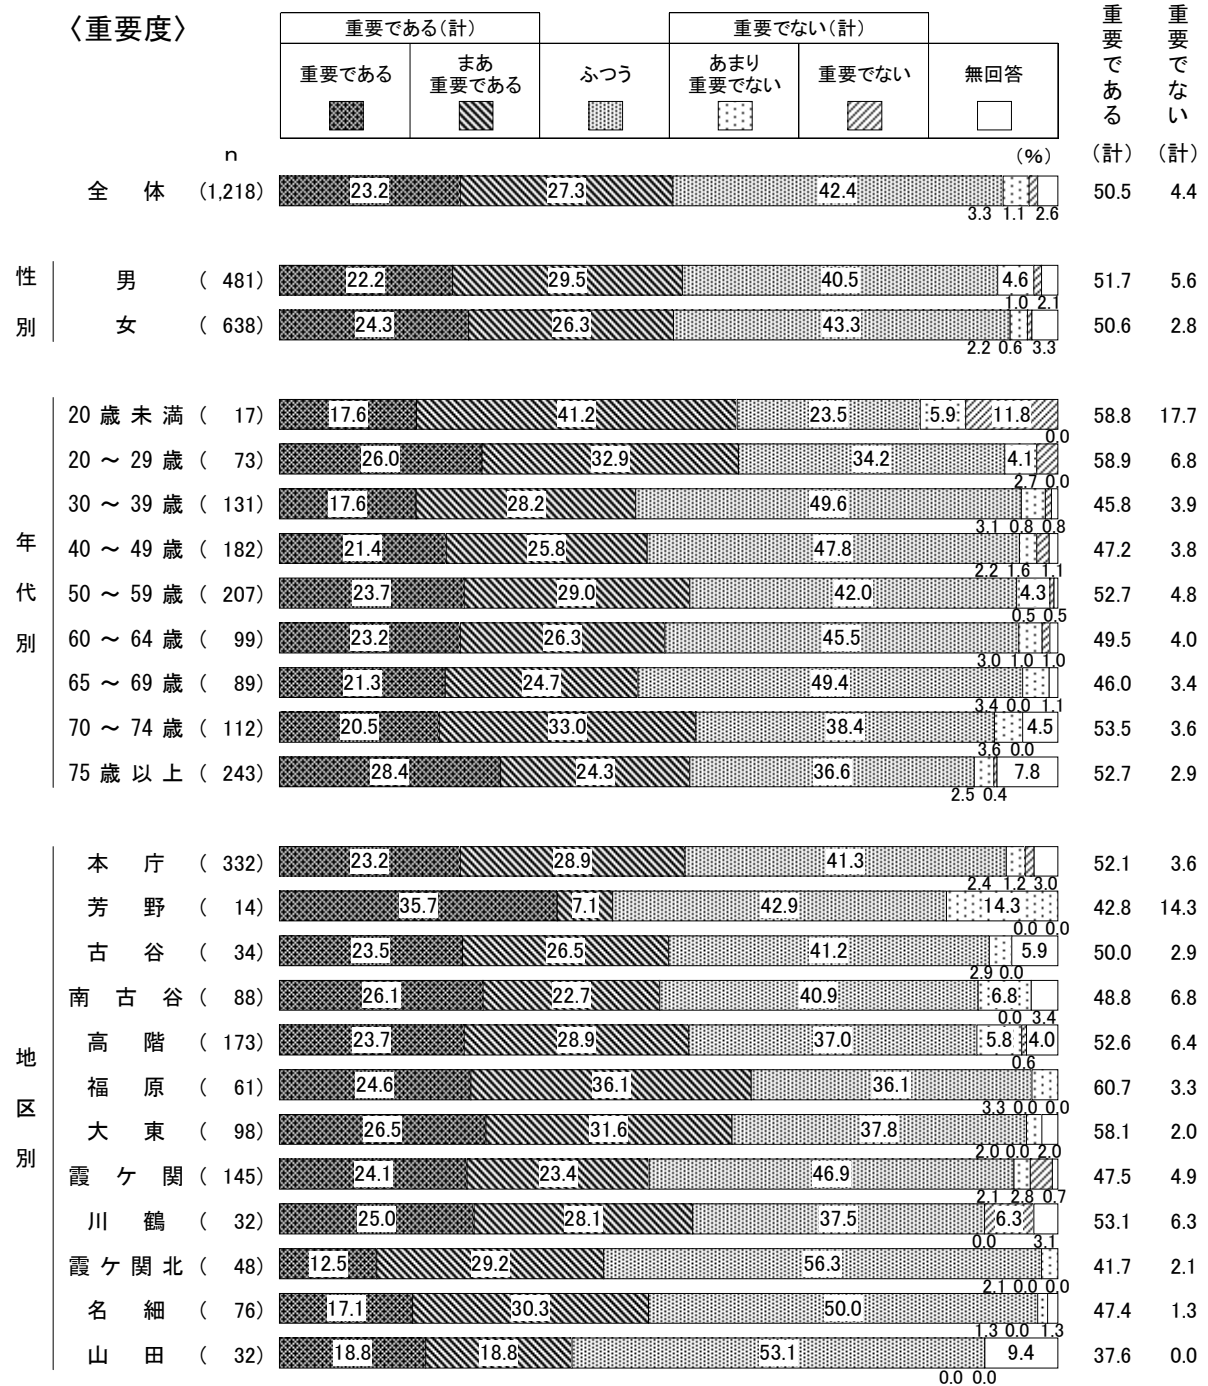 〈重要度〉
重要である(計) 重要でない(計)
重要である まあ重要である ふつう あまり重要でない 重要でない 無回答
重要である(計) 重要でない(計)
n (%)
全体 (1,218) 23.2 27.3 42.4 50.5 4.4
3.3 1.1 2.6
性別
男 (481) 22.2 29.5 40.5 4.6 51.7 5.6
1.0 2.1
女 (638) 24.3 26.3 43.3 50.6 2.8
2.2 0.6 3.3
年代別
20歳未満 (17) 17.6 41.2 23.5 5.9 11.8 58.8 17.7
0.0
20～29歳 (73) 26.0 32.9 34.2 4.1 58.9 6.8
2.7 0.0
30～39歳 (131) 17.6 28.2 49.6 45.8 3.9
3.1 0.8 0.8
40～49歳 (182) 21.4 25.8 47.8 47.2 3.8
2.2 1.6 1.1
50～59歳 (207) 23.7 29.0 42.0 4.3 52.7 4.8
0.5 0.5
60～64歳 (99) 23.2 26.3 45.5 49.5 4.0
3.0 1.0 1.0
65～69歳 (89) 21.3 24.7 49.4 46.0 3.4
3.4 0.0 1.1
70～74歳 (112) 20.5 33.0 38.4 4.5 53.5 3.6
3.6 0.0
75歳以上 (243) 28.4 24.3 36.6 7.8 52.7 2.9
2.5 0.4
地区別
本庁 (332) 23.2 28.9 41.3 52.1 3.6
2.4 1.2 3.0
芳野 (14) 35.7 7.1 42.9 14.3 42.8 14.3
0.0 0.0
古谷 (34) 23.5 26.5 41.2 5.9 50.0 2.9
2.9 0.0
南古谷 (88) 26.1 22.7 40.9 6.8 48.8 6.8
0.0 3.4
高階 (173) 23.7 28.9 37.0 5.8 4.0 52.6 6.4
0.6
福原 (61) 24.6 36.1 36.1 60.7 3.3
3.3 0.0 0.0
大東 (98) 26.5 31.6 37.8 58.1 2.0
2.0 0.0 2.0
霞ケ関 (145) 24.1 23.4 46.9 47.5 4.9
2.1 2.8 0.7
川鶴 (32) 25.0 28.1 37.5 6.3 53.1 6.3
0.0 3.1
霞ケ関北 (48) 12.5 29.2 56.3 41.7 2.1
2.1 0.0 0.0
名細 (76) 17.1 30.3 50.0 47.4 1.3
1.3 0.0 1.3
山田 (32) 18.8 18.8 53.1 9.4 37.6 0.0
0.0 0.0